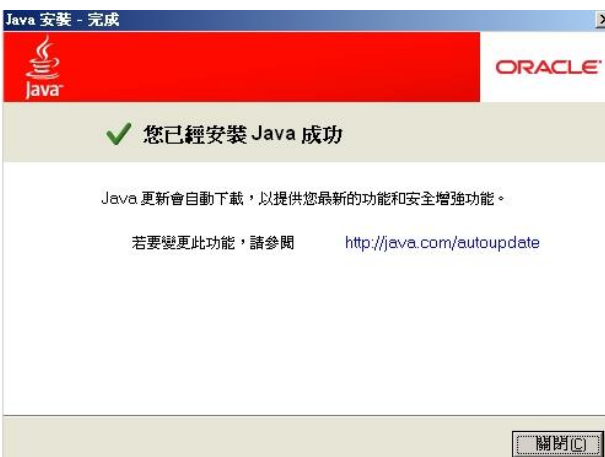 Java 安裝 - 完成
Java
ORACLE
您已經安裝 Java 成功
Java 更新會自動下載，以提供您最新的功能和安全增強功能。
若要變更此功能，請參閱 http://java.com/autoupdate
關閉(C)